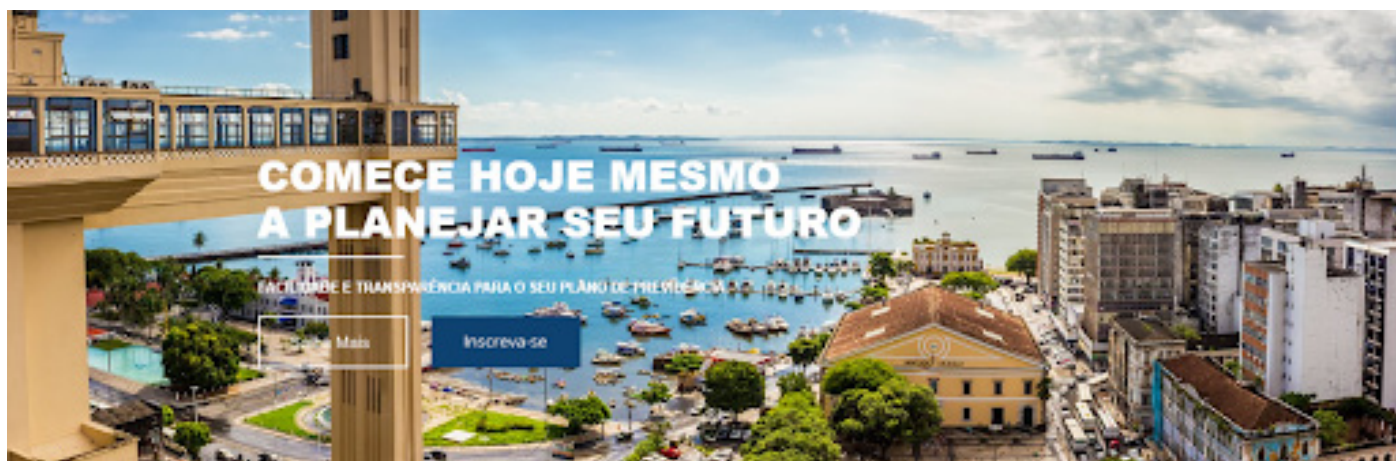 COMECE HOJE MESMO
A PLANEJAR SEU FUTURO
FACILIDADE E TRANSPARÊNCIA PARA O SEU PLANO DE PREVIDÊNCIA
Mais
Inscreva-se